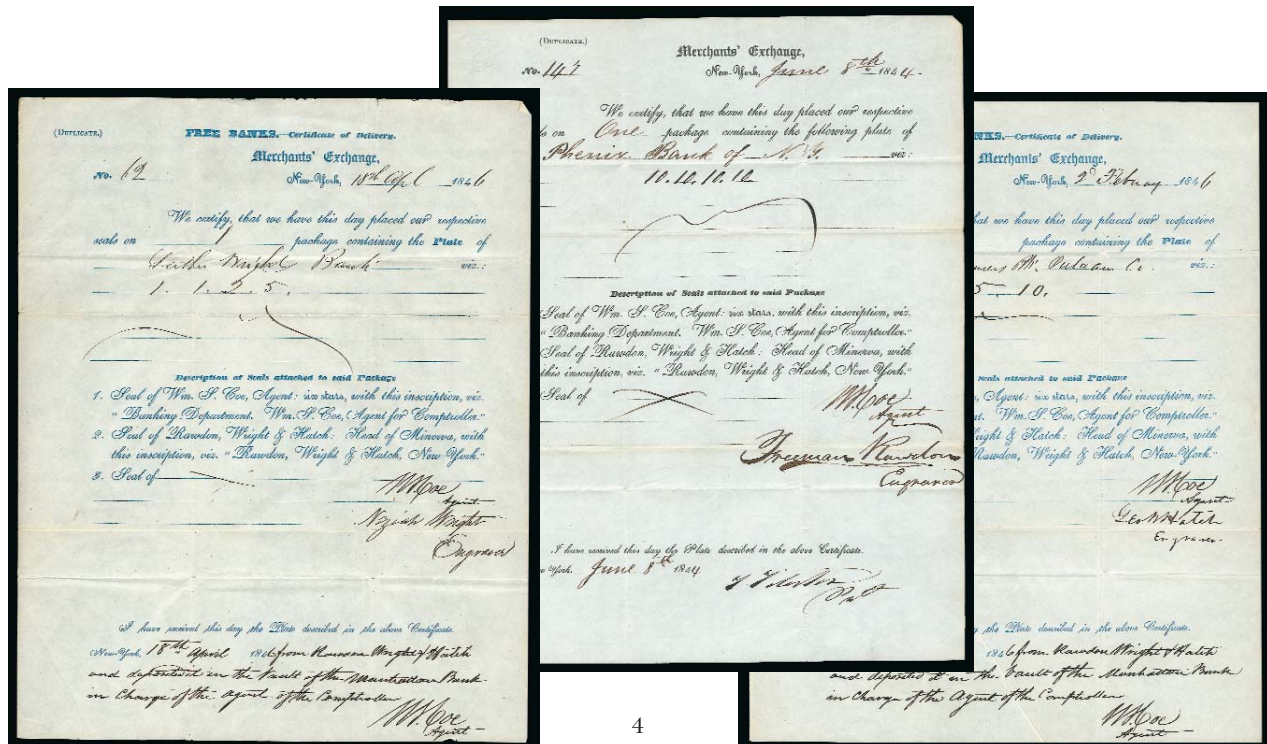 (DUPLICATE.)
FREE BANKS.—Certificate of Delivery.
Merchants' Exchange,
No. 62
New-York, 18th Apl 1846
We certify, that we have this day placed our respective
seals on 1 package containing the Plate of
Wright Bank viz.:
1. 1. 2. 5.
Description of Seals attached to said Package
1. Seal of Wm. S. Coe, Agent: six stars, with this inscription, viz.
"Banking Department. Wm. S. Coe, Agent for Comptroller."
2. Seal of Rawdon, Wright & Hatch: Head of Minerva, with
this inscription, viz. "Rawdon, Wright & Hatch, New-York."
3. Seal of
WS. Coe
Agent
Neziah Wright
Engraver
I have received this day the Plate described in the above Certificate.
New-York, 18th April 1846 from Rawdon Wright & Hatch
and deposited in the Vault of the Manhattan Bank
in Charge of the Agent of the Comptroller
WS. Coe
Agent
(DUPLICATE.)
Merchants' Exchange,
No. 147
New-York, June 8th 1844.
We certify, that we have this day placed our respective
ls on One package containing the following plate of
Phenix Bank of N.Y. viz:
10.10.10.10
Description of Seals attached to said Package
Seal of Wm. S. Coe, Agent: six stars, with this inscription, viz.
"Banking Department. Wm. S. Coe, Agent for Comptroller."
Seal of Rawdon, Wright & Hatch: Head of Minerva, with
this inscription, viz. "Rawdon, Wright & Hatch, New York."
Seal of
WS. Coe
Agent
Freeman Rawdon
Engraver
I have received this day the Plate described in the above Certificate.
w York. June 8th 1844
NKS.—Certificate of Delivery.
Merchants' Exchange,
New-York, 2d Febuary 1846
hat we have this day placed our respective
package containing the Plate of
Bk. Putnam Co. viz.:
5. 10.
Seals attached to said Package
, Agent: six stars, with this inscription, viz.
nt. Wm. S. Coe, Agent for Comptroller."
right & Hatch: Head of Minerva, with
Rawdon, Wright & Hatch, New-York."
WS. Coe
Agent
Geo W Hatch
Engraver
y the Plate described in the above Certificate.
1846 from Rawdon Wright & Hatch
and deposited it in the Vault of the Manhattan Bank
in Charge of the Agent of the Comptroller
WS. Coe
Agent
4